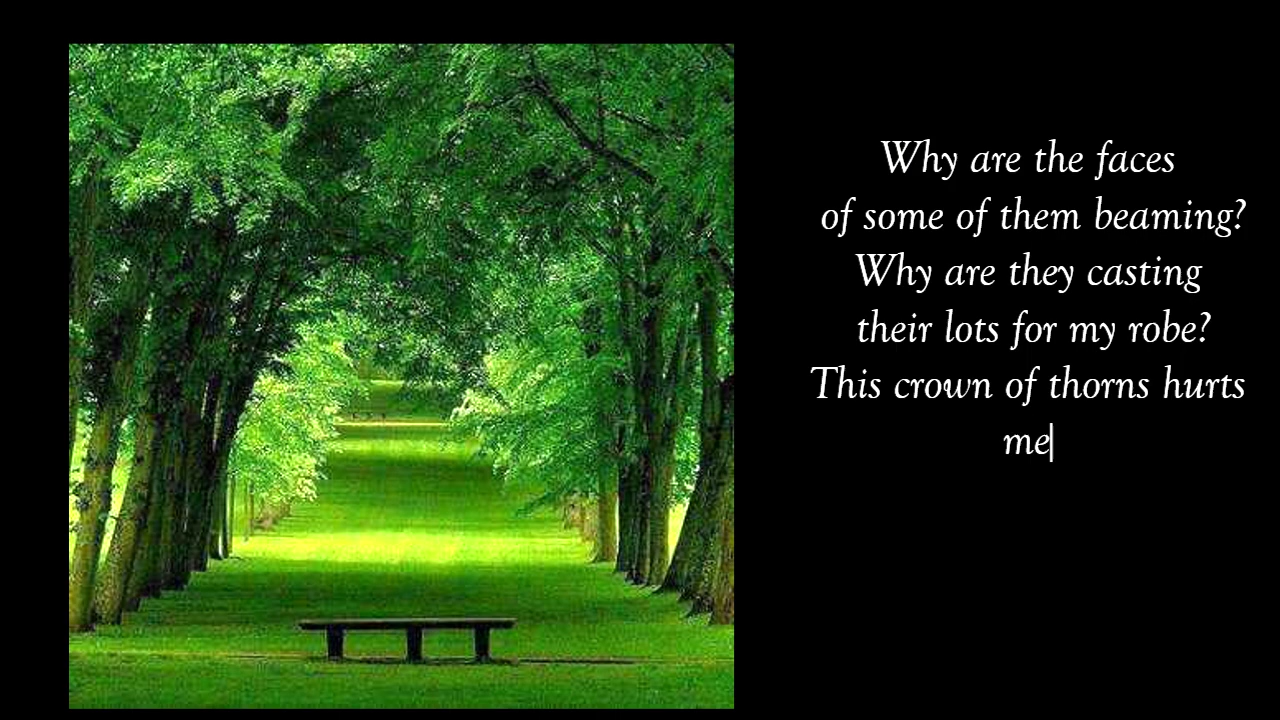 Why are the faces
of some of them beaming?
Why are they casting
their lots for my robe?
This crown of thorns hurts
me